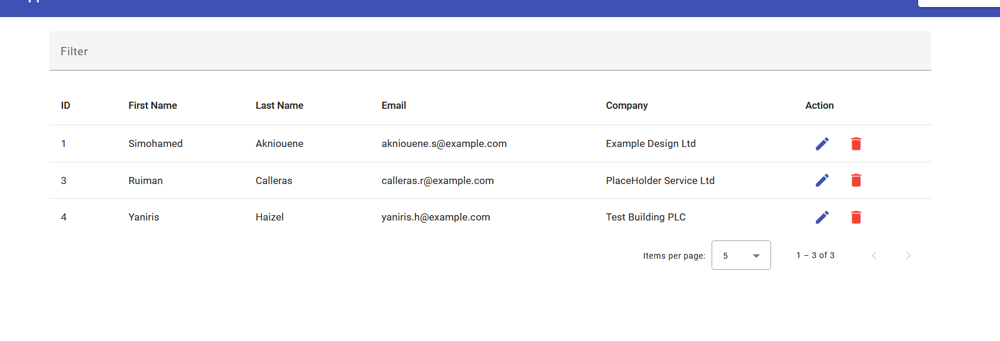 Filter
ID First Name Last Name Email Company Action
1 Simohamed Akniouene akniouene.s@example.com Example Design Ltd
3 Ruiman Calleras calleras.r@example.com PlaceHolder Service Ltd
4 Yaniris Haizel yaniris.h@example.com Test Building PLC
Items per page: 5 1 – 3 of 3